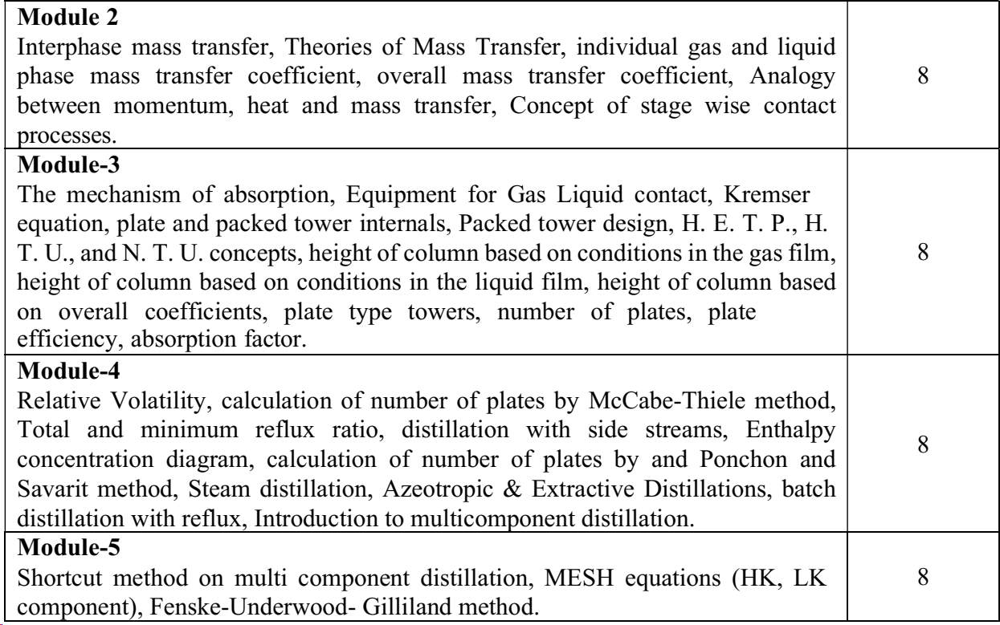 Module 2
Interphase mass transfer, Theories of Mass Transfer, individual gas and liquid
phase mass transfer coefficient, overall mass transfer coefficient, Analogy
between momentum, heat and mass transfer, Concept of stage wise contact
processes.
8
Module-3
The mechanism of absorption, Equipment for Gas Liquid contact, Kremser
equation, plate and packed tower internals, Packed tower design, H. E. T. P., H.
T. U., and N. T. U. concepts, height of column based on conditions in the gas film,
height of column based on conditions in the liquid film, height of column based
on overall coefficients, plate type towers, number of plates, plate
efficiency, absorption factor.
8
Module-4
Relative Volatility, calculation of number of plates by McCabe-Thiele method,
Total and minimum reflux ratio, distillation with side streams, Enthalpy
concentration diagram, calculation of number of plates by and Ponchon and
Savarit method, Steam distillation, Azeotropic & Extractive Distillations, batch
distillation with reflux, Introduction to multicomponent distillation.
8
Module-5
Shortcut method on multi component distillation, MESH equations (HK, LK
component), Fenske-Underwood- Gilliland method.
8